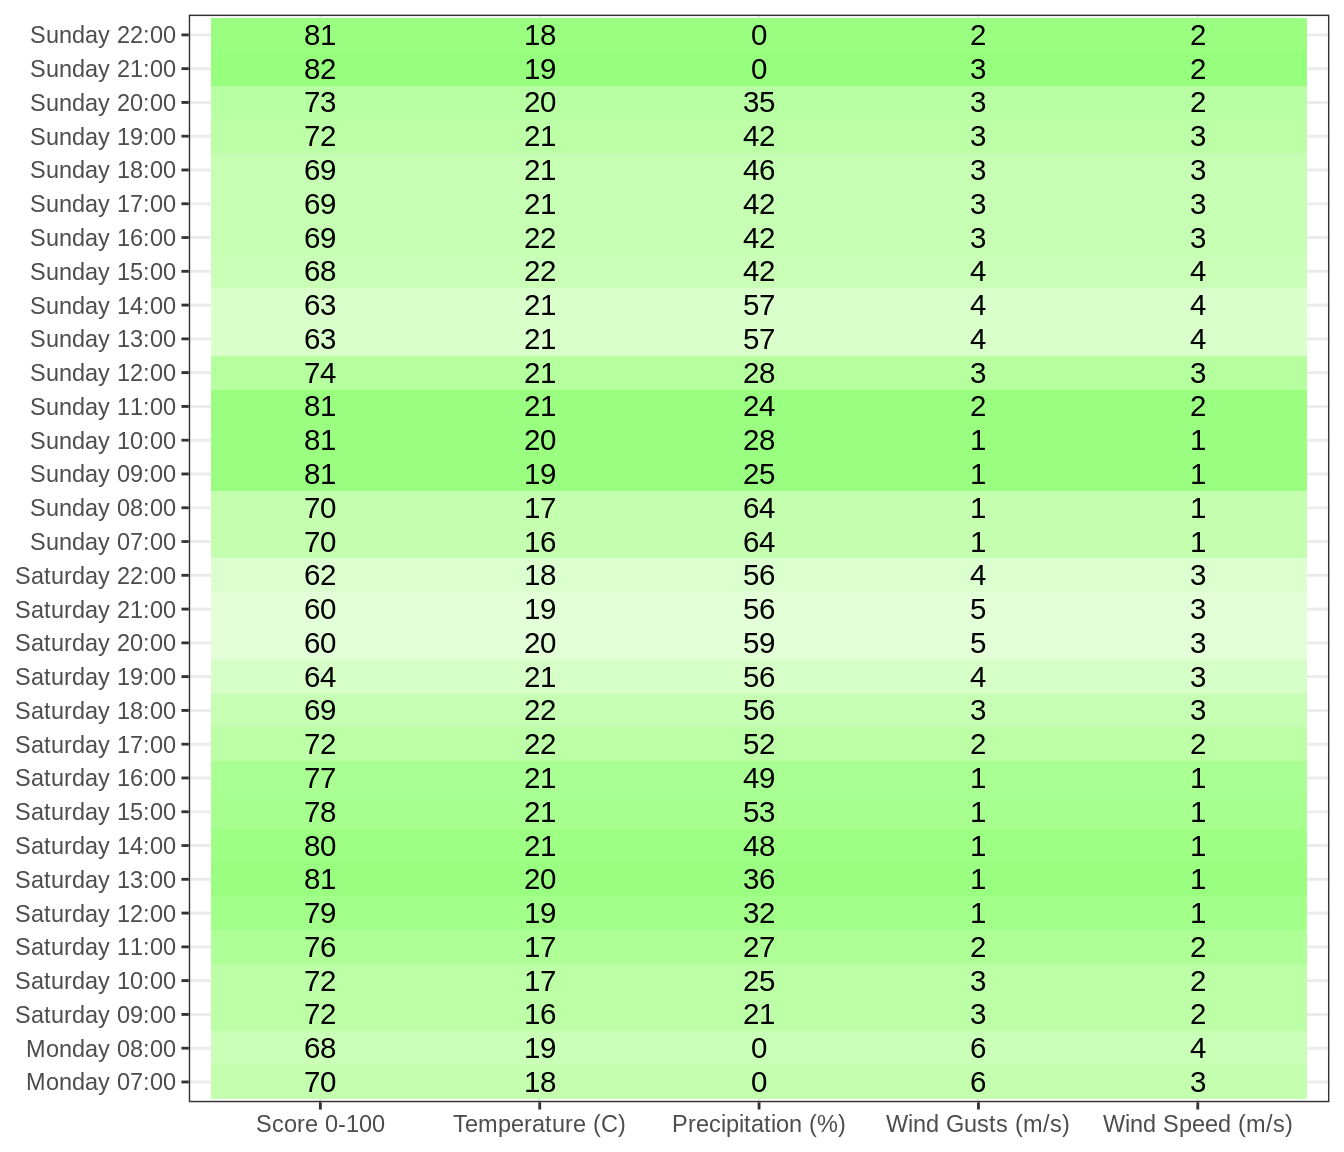 Sunday 22:00 81 18 0 2 2
Sunday 21:00 82 19 0 3 2
Sunday 20:00 73 20 35 3 2
Sunday 19:00 72 21 42 3 3
Sunday 18:00 69 21 46 3 3
Sunday 17:00 69 21 42 3 3
Sunday 16:00 69 22 42 3 3
Sunday 15:00 68 22 42 4 4
Sunday 14:00 63 21 57 4 4
Sunday 13:00 63 21 57 4 4
Sunday 12:00 74 21 28 3 3
Sunday 11:00 81 21 24 2 2
Sunday 10:00 81 20 28 1 1
Sunday 09:00 81 19 25 1 1
Sunday 08:00 70 17 64 1 1
Sunday 07:00 70 16 64 1 1
Saturday 22:00 62 18 56 4 3
Saturday 21:00 60 19 56 5 3
Saturday 20:00 60 20 59 5 3
Saturday 19:00 64 21 56 4 3
Saturday 18:00 69 22 56 3 3
Saturday 17:00 72 22 52 2 2
Saturday 16:00 77 21 49 1 1
Saturday 15:00 78 21 53 1 1
Saturday 14:00 80 21 48 1 1
Saturday 13:00 81 20 36 1 1
Saturday 12:00 79 19 32 1 1
Saturday 11:00 76 17 27 2 2
Saturday 10:00 72 17 25 3 2
Saturday 09:00 72 16 21 3 2
Monday 08:00 68 19 0 6 4
Monday 07:00 70 18 0 6 3
Score 0-100 Temperature (C) Precipitation (%) Wind Gusts (m/s) Wind Speed (m/s)